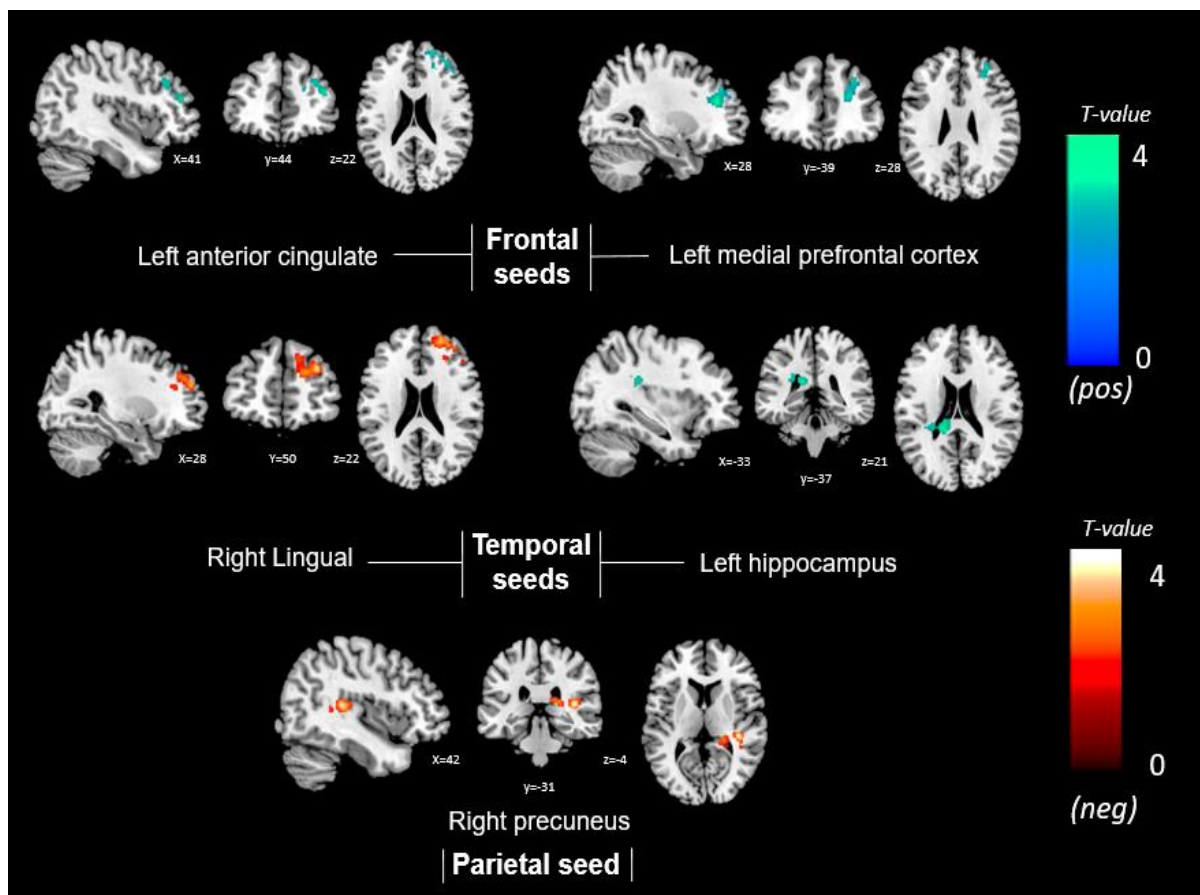 X=41
y=44
z=22
X=28
y=-39
z=28
T-value
4
0
(pos)
Left anterior cingulate
Frontal
seeds
Left medial prefrontal cortex
X=28
Y=50
z=22
X=-33
y=-37
z=21
Right Lingual
Temporal
seeds
Left hippocampus
T-value
4
0
(neg)
X=42
y=-31
z=-4
Right precuneus
Parietal seed